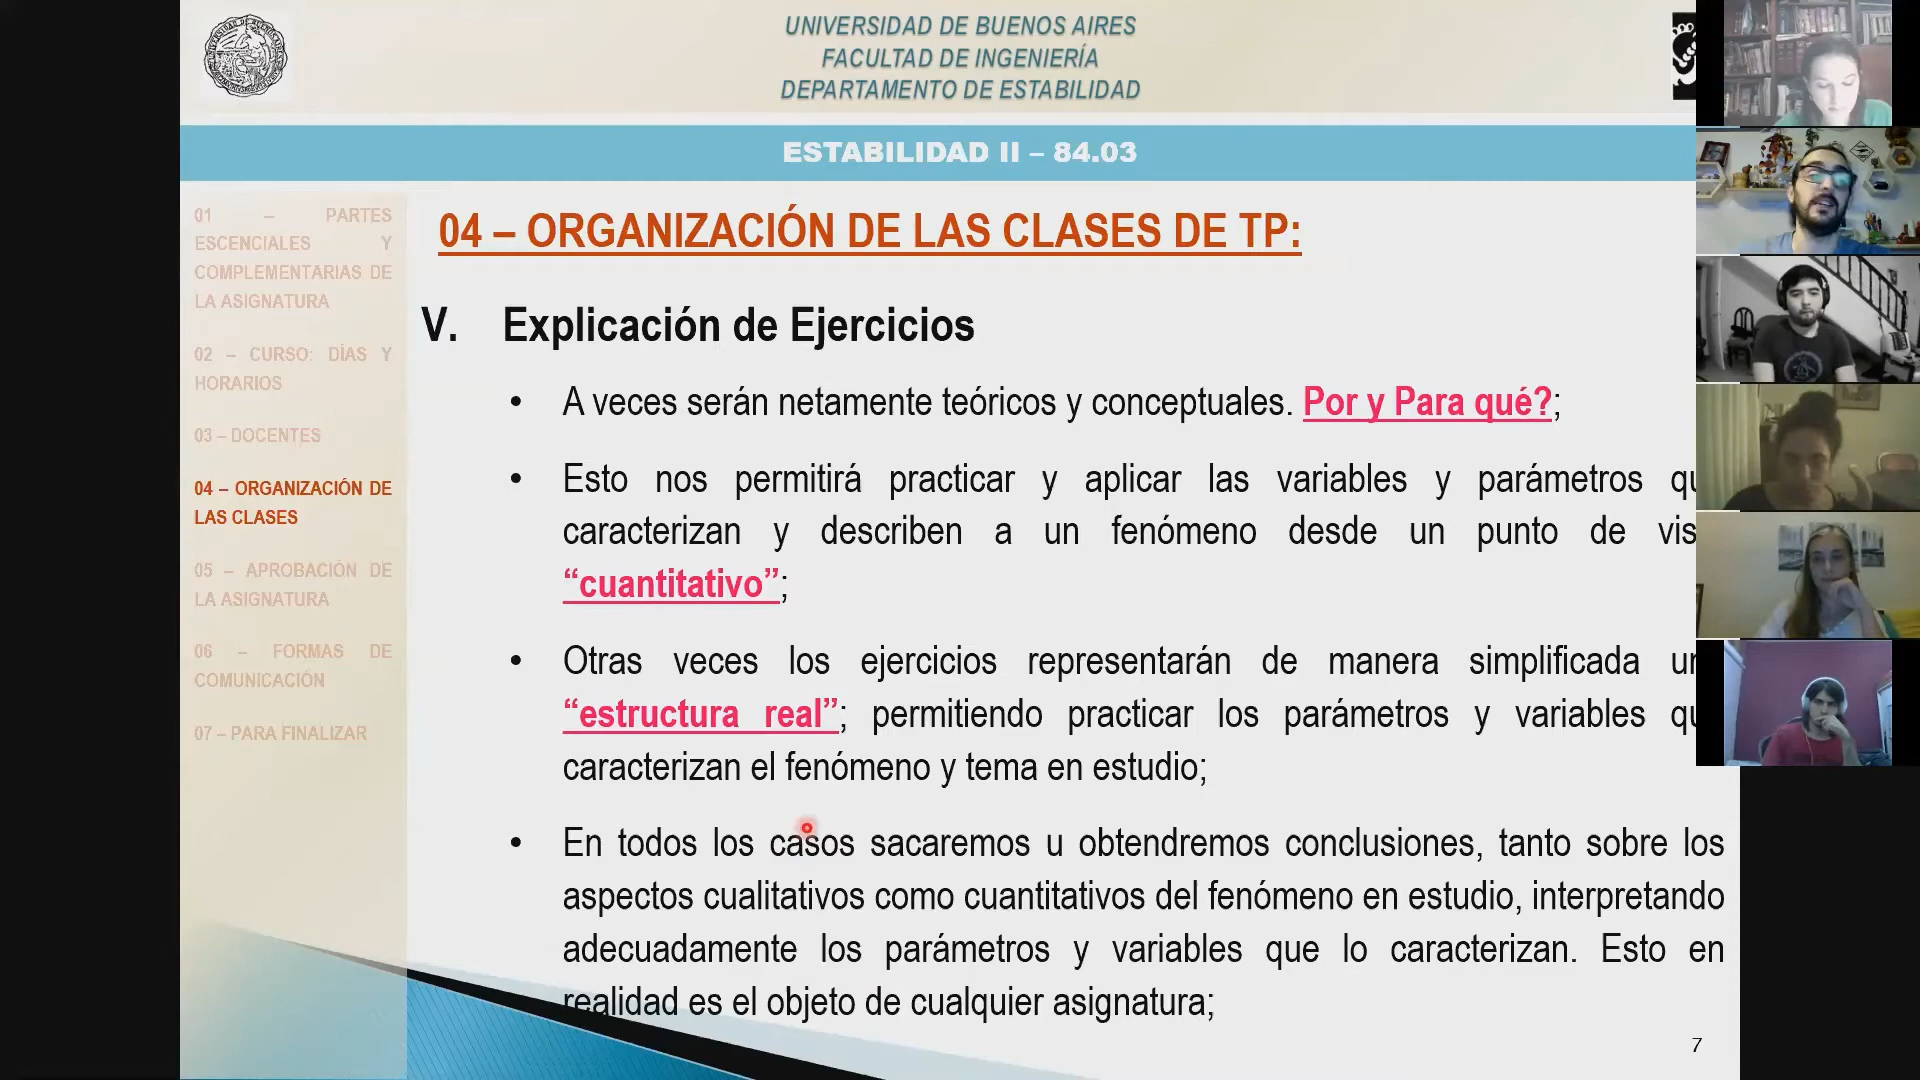 UNIVERSIDAD DE BUENOS AIRES
FACULTAD DE INGENIERÍA
DEPARTAMENTO DE ESTABILIDAD
ESTABILIDAD II – 84.03
01 – PARTES
ESCENCIALES Y
COMPLEMENTARIAS DE
LA ASIGNATURA
02 – CURSO: DÍAS Y
HORARIOS
03 – DOCENTES
04 – ORGANIZACIÓN DE
LAS CLASES
05 – APROBACIÓN DE
LA ASIGNATURA
06 – FORMAS DE
COMUNICACIÓN
07 – PARA FINALIZAR
04 – ORGANIZACIÓN DE LAS CLASES DE TP:
V. Explicación de Ejercicios
• A veces serán netamente teóricos y conceptuales. Por y Para qué?;
• Esto nos permitirá practicar y aplicar las variables y parámetros
caracterizan y describen a un fenómeno desde un punto de
“cuantitativo”;
• Otras veces los ejercicios representarán de manera simplificada
“estructura real”; permitiendo practicar los parámetros y variables
caracterizan el fenómeno y tema en estudio;
• En todos los casos sacaremos u obtendremos conclusiones, tanto sobre los
aspectos cualitativos como cuantitativos del fenómeno en estudio, interpretando
adecuadamente los parámetros y variables que lo caracterizan. Esto en
realidad es el objeto de cualquier asignatura;
7